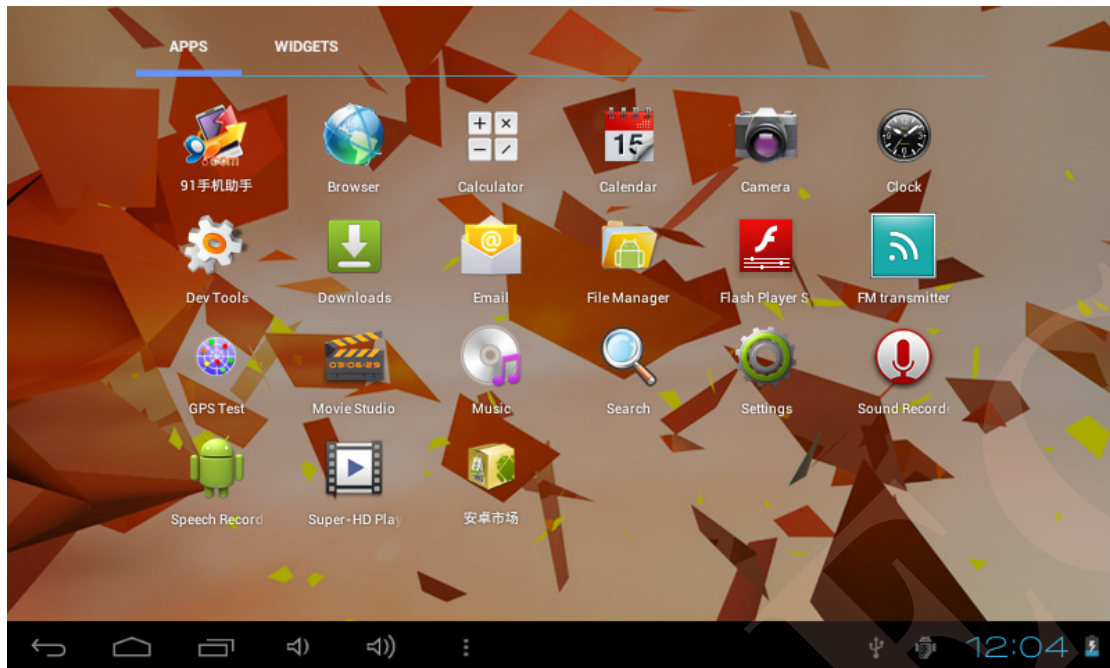 APPS WIDGETS
91手机助手 Browser Calculator Calendar Camera Clock
Dev Tools Downloads Email File Manager Flash Player S FM transmitter
GPS Test Movie Studio Music Search Settings Sound Record
Speech Record Super-HD Play 安卓市场
12:04